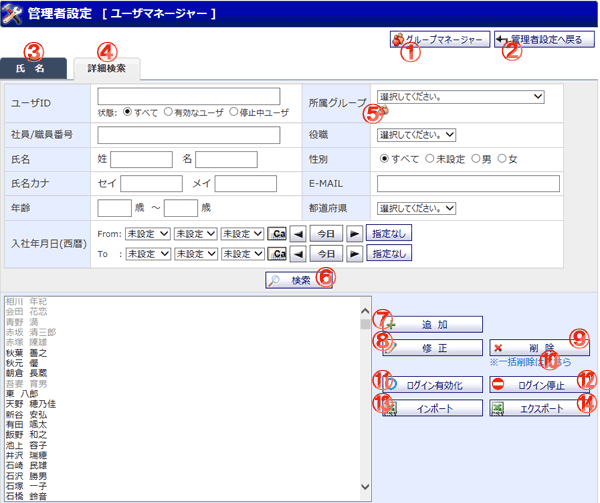 管理者設定 [ ユーザマネージャー ]
① グループマネージャー ② 管理者設定へ戻る
③ ④
氏 名 詳細検索
ユーザID 状態: すべて 有効なユーザ 停止中ユーザ
所属グループ 選択してください。 ⑤
社員/職員番号 役職 選択してください。
氏名 姓 名 性別 すべて 未設定 男 女
氏名カナ セイ メイ E-MAIL
年齢 歳 ～ 歳 都道府県 選択してください。
入社年月日(西暦) From: 未設定 未設定 未設定 Ca 今日 指定なし
To : 未設定 未設定 未設定 Ca 今日 指定なし
検索 ⑥
相川 年紀
会田 花恋
青野 満
赤坂 清三郎
赤塚 陳雄
秋葉 善之
秋元 優
朝倉 長蔵
吾妻 育男
東 八郎
天野 穂乃佳
新谷 安弘
有田 颯太
飯野 和之
池上 容子
井沢 瑞穂
石崎 民雄
石沢 勝男
石塚 一子
石橋 鈴音
⑦ 追 加
⑧ 修 正 削 除 ⑨
※一括削除は ⑩ ちら
⑪ ログイン有効化 ログイン停止 ⑫
⑬ インポート エクスポート ⑭